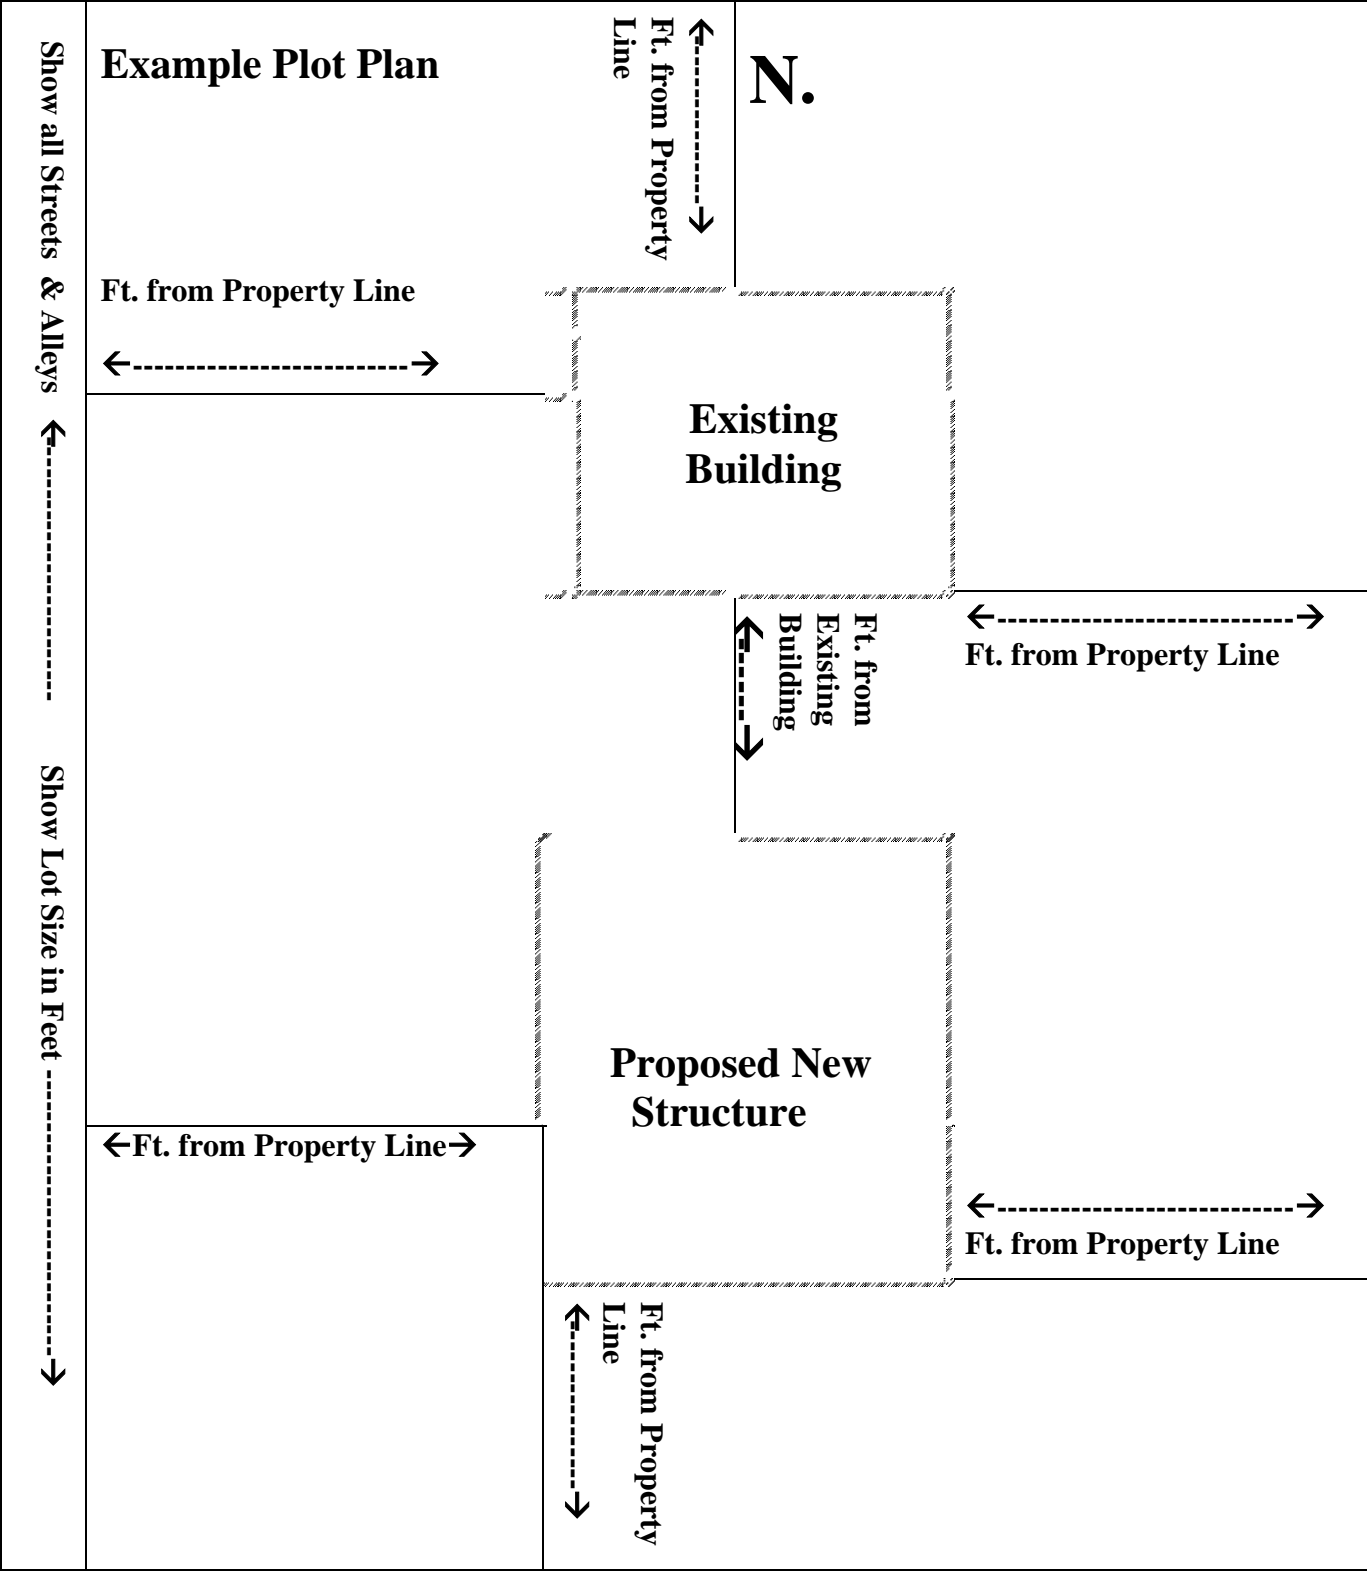 Example Plot Plan
N.
Ft. from Property
Line
Show all Streets & Alleys
Ft. from Property Line
Existing
Building
Ft. from
Existing
Building
Ft. from Property Line
Show Lot Size in Feet
Proposed New
Structure
Ft. from Property Line
Ft. from Property Line
Ft. from Property
Line